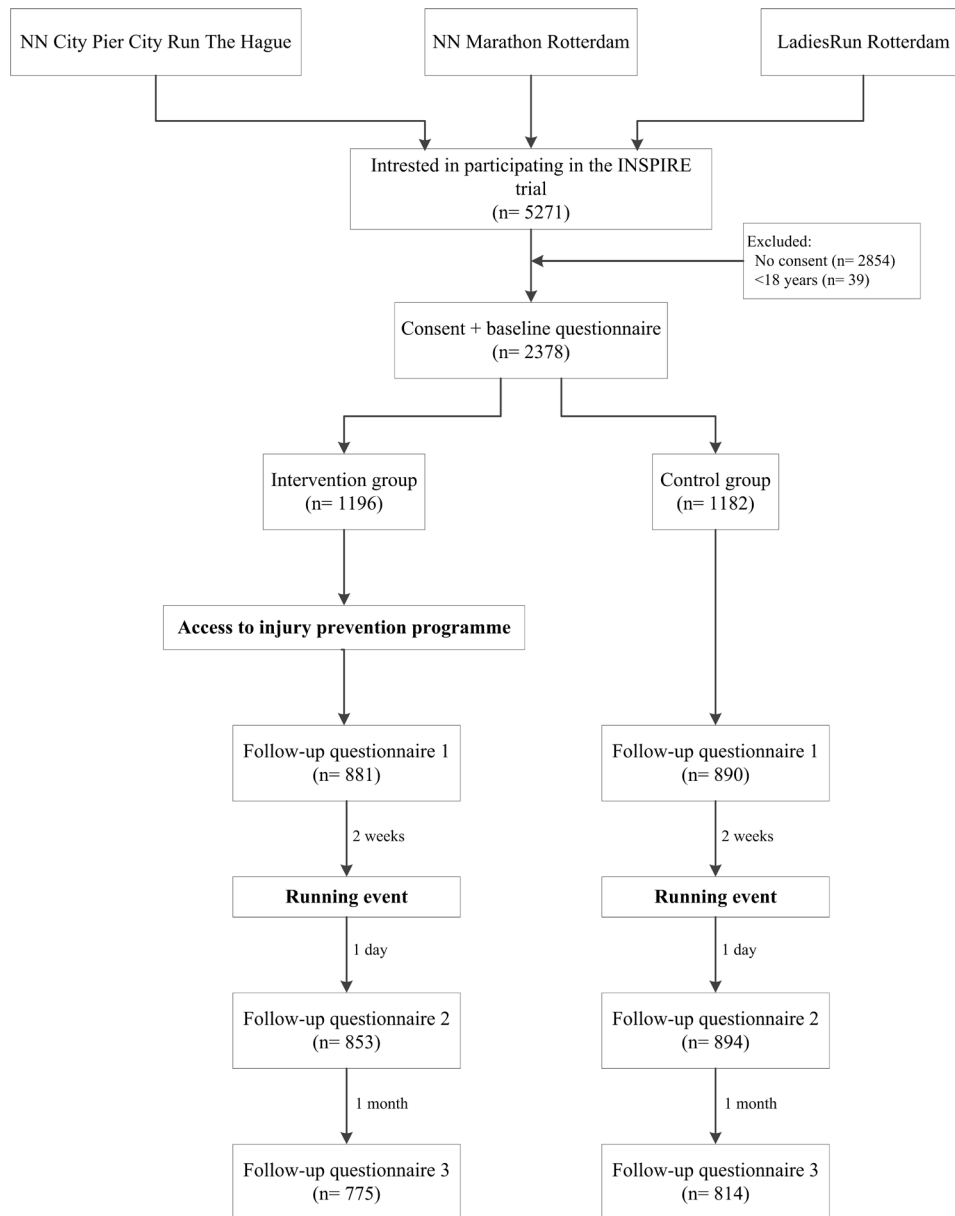 NN City Pier City Run The Hague
NN Marathon Rotterdam
LadiesRun Rotterdam
Intrested in participating in the INSPIRE
trial
(n= 5271)
Excluded:
No consent (n= 2854)
<18 years (n= 39)
Consent + baseline questionnaire
(n= 2378)
Intervention group
(n= 1196)
Control group
(n= 1182)
Access to injury prevention programme
Follow-up questionnaire 1
(n= 881)
Follow-up questionnaire 1
(n= 890)
2 weeks
2 weeks
Running event
Running event
1 day
1 day
Follow-up questionnaire 2
(n= 853)
Follow-up questionnaire 2
(n= 894)
1 month
1 month
Follow-up questionnaire 3
(n= 775)
Follow-up questionnaire 3
(n= 814)